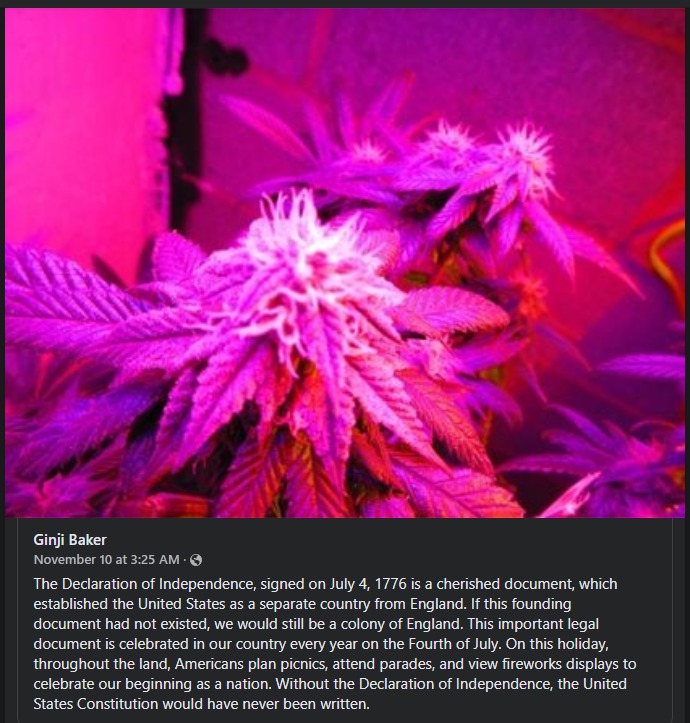 Ginji Baker
November 10 at 3:25 AM ·
The Declaration of Independence, signed on July 4, 1776 is a cherished document, which
established the United States as a separate country from England. If this founding
document had not existed, we would still be a colony of England. This important legal
document is celebrated in our country every year on the Fourth of July. On this holiday,
throughout the land, Americans plan picnics, attend parades, and view fireworks displays to
celebrate our beginning as a nation. Without the Declaration of Independence, the United
States Constitution would have never been written.